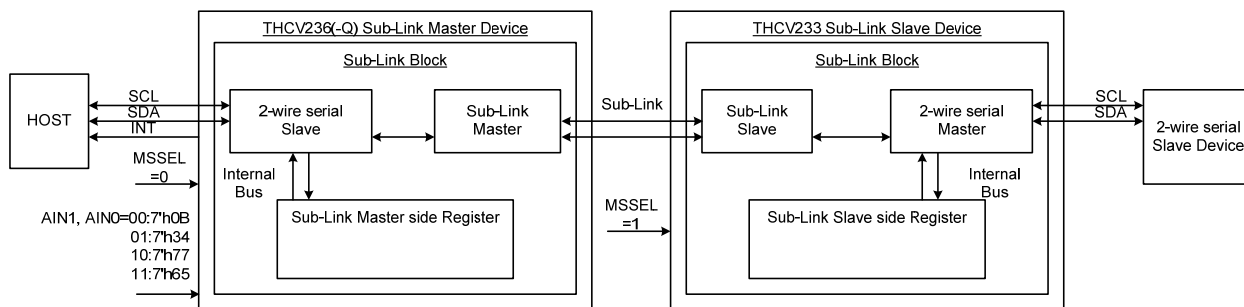 THCV236(-Q) Sub-Link Master Device
Sub-Link Block
HOST
SCL
SDA
INT
2-wire serial
Slave
Sub-Link
Master
Internal
Bus
Sub-Link Master side Register
MSSEL
=0
AIN1, AIN0=00:7'h0B
01:7'h34
10:7'h77
11:7'h65
Sub-Link
THCV233 Sub-Link Slave Device
Sub-Link Block
Sub-Link
Slave
2-wire serial
Master
Internal
Bus
Sub-Link Slave side Register
MSSEL
=1
SCL
SDA
2-wire serial
Slave Device